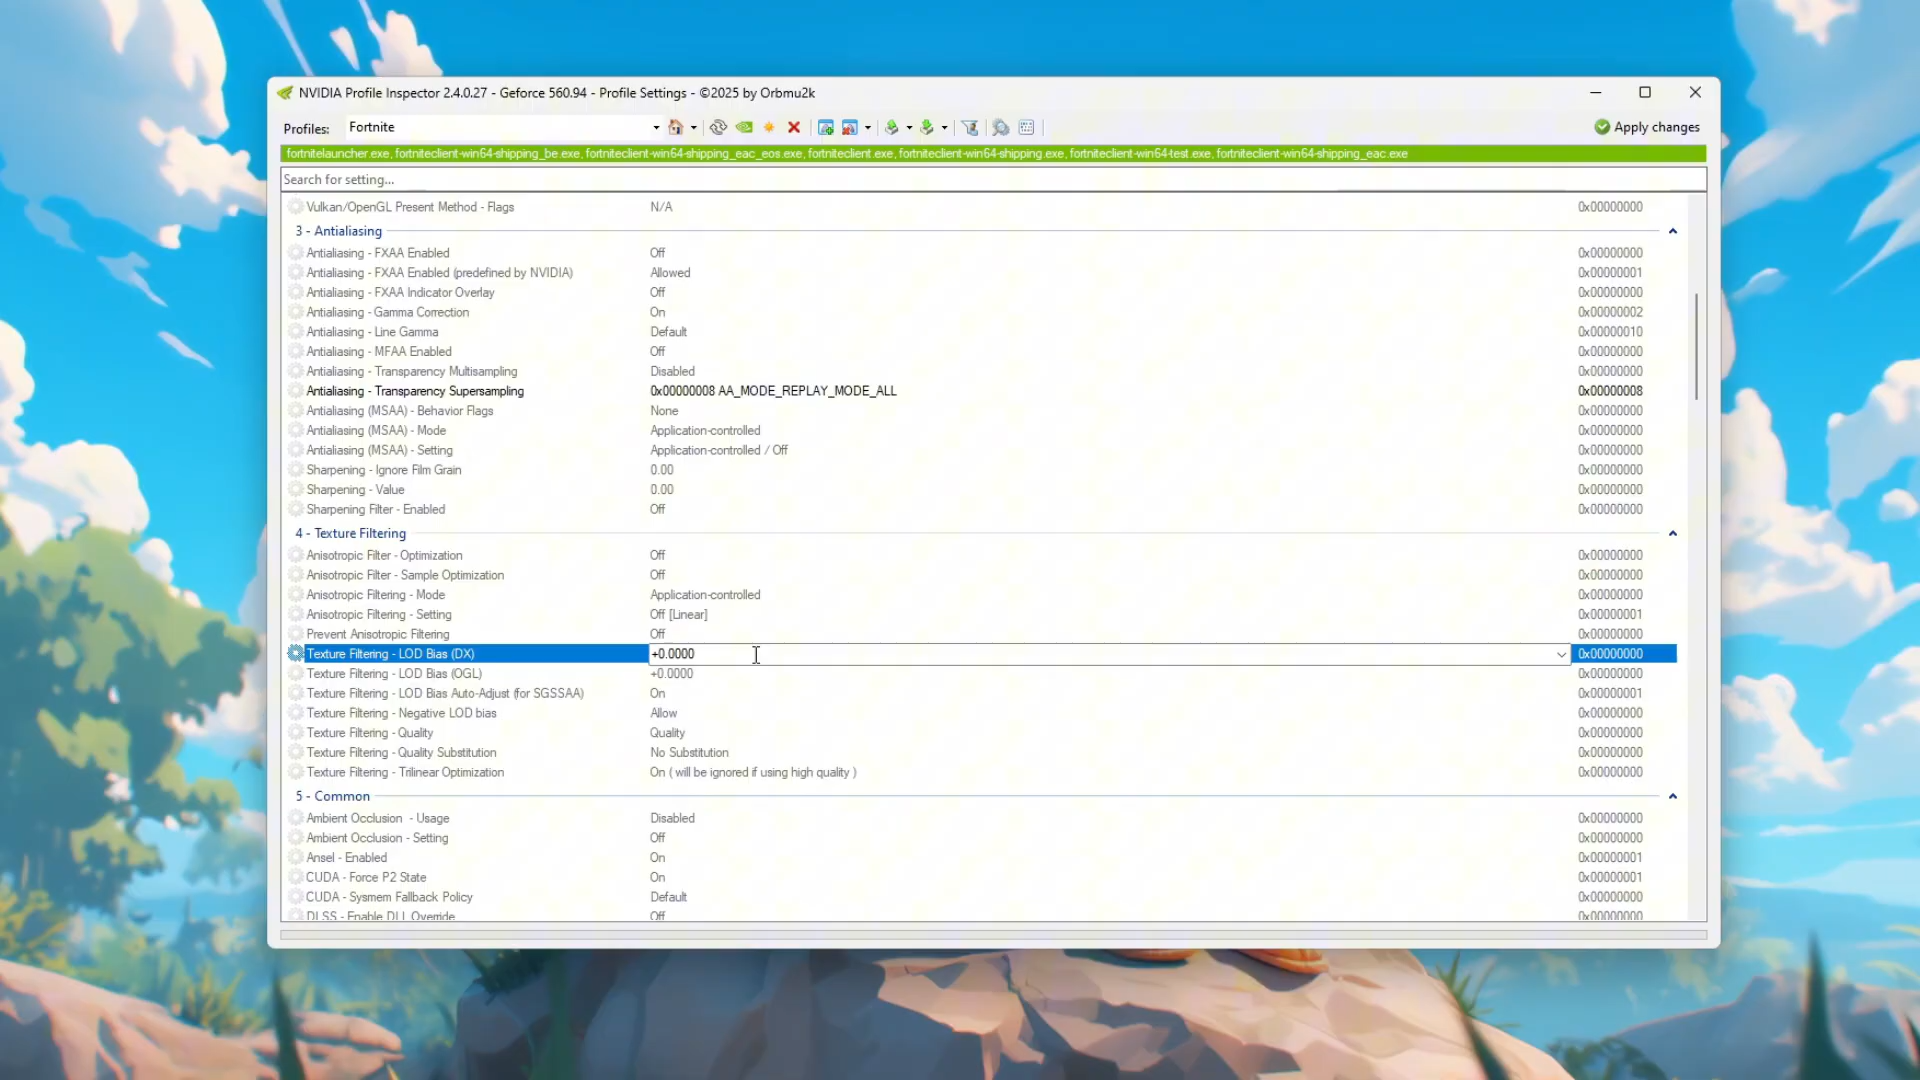 NVIDIA Profile Inspector 2.4.0.27 - Geforce 560.94 - Profile Settings - ©2025 by Orbmu2k
Profiles: Fortnite Apply changes
fortnitelauncher.exe, fortniteclient-win64-shipping_be.exe, fortniteclient-win64-shipping_eac_eos.exe, fortniteclient.exe, fortniteclient-win64-shipping.exe, fortniteclient-win64-test.exe, fortniteclient-win64-shipping_eac.exe
Search for setting...
Vulkan/OpenGL Present Method - Flags N/A 0x00000000
3 - Antialiasing
Antialiasing - FXAA Enabled Off 0x00000000
Antialiasing - FXAA Enabled (predefined by NVIDIA) Allowed 0x00000001
Antialiasing - FXAA Indicator Overlay Off 0x00000000
Antialiasing - Gamma Correction On 0x00000002
Antialiasing - Line Gamma Default 0x00000010
Antialiasing - MFAA Enabled Off 0x00000000
Antialiasing - Transparency Multisampling Disabled 0x00000000
Antialiasing - Transparency Supersampling 0x00000008 AA_MODE_REPLAY_MODE_ALL 0x00000008
Antialiasing (MSAA) - Behavior Flags None 0x00000000
Antialiasing (MSAA) - Mode Application-controlled 0x00000000
Antialiasing (MSAA) - Setting Application-controlled / Off 0x00000000
Sharpening - Ignore Film Grain 0.00 0x00000000
Sharpening - Value 0.00 0x00000000
Sharpening Filter - Enabled Off 0x00000000
4 - Texture Filtering
Anisotropic Filter - Optimization Off 0x00000000
Anisotropic Filter - Sample Optimization Off 0x00000000
Anisotropic Filtering - Mode Application-controlled 0x00000000
Anisotropic Filtering - Setting Off [Linear] 0x00000001
Prevent Anisotropic Filtering Off 0x00000000
Texture Filtering - LOD Bias (DX) +0.0000 0x00000000
Texture Filtering - LOD Bias (OGL) +0.0000 0x00000000
Texture Filtering - LOD Bias Auto-Adjust (for SGSSAA) On 0x00000001
Texture Filtering - Negative LOD bias Allow 0x00000000
Texture Filtering - Quality Quality 0x00000000
Texture Filtering - Quality Substitution No Substitution 0x00000000
Texture Filtering - Trilinear Optimization On ( will be ignored if using high quality ) 0x00000000
5 - Common
Ambient Occlusion - Usage Disabled 0x00000000
Ambient Occlusion - Setting Off 0x00000000
Ansel - Enabled On 0x00000001
CUDA - Force P2 State On 0x00000001
CUDA - Sysmem Fallback Policy Default 0x00000000
DLSS - Enable DLL Override Off 0x00000000